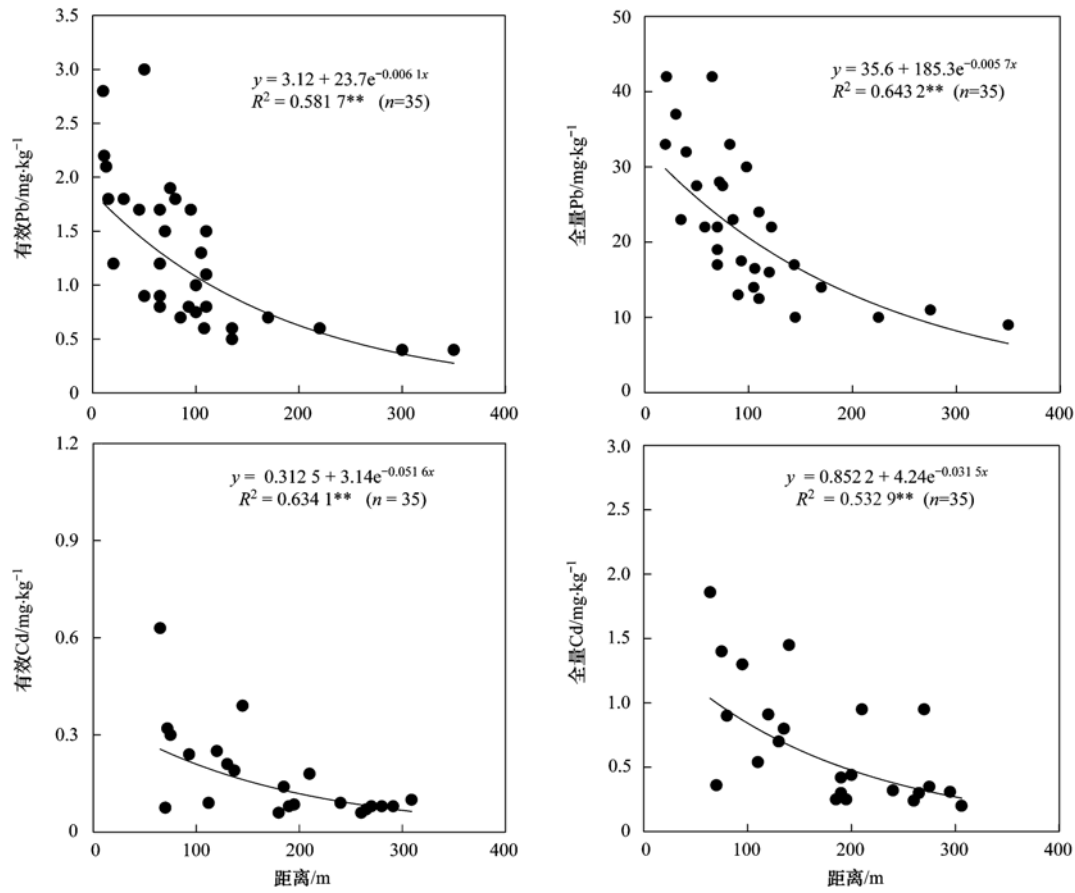 3.5
3.0
2.5
2.0
1.5
1.0
0.5
0
有效Pb/mg·kg⁻¹
y = 3.12 + 23.7e^{-0.006 1x}
R² = 0.581 7** (n=35)
0 100 200 300 400
50
40
30
20
10
0
全量Pb/mg·kg⁻¹
y = 35.6 + 185.3e^{-0.005 7x}
R² = 0.643 2** (n=35)
0 100 200 300 400
1.2
0.9
0.6
0.3
0
有效Cd/mg·kg⁻¹
y = 0.312 5 + 3.14e^{-0.051 6x}
R² = 0.634 1** (n = 35)
0 100 200 300 400
距离/m
3.0
2.5
2.0
1.5
1.0
0.5
0
全量Cd/mg·kg⁻¹
y = 0.852 2 + 4.24e^{-0.031 5x}
R² = 0.532 9** (n=35)
0 100 200 300 400
距离/m